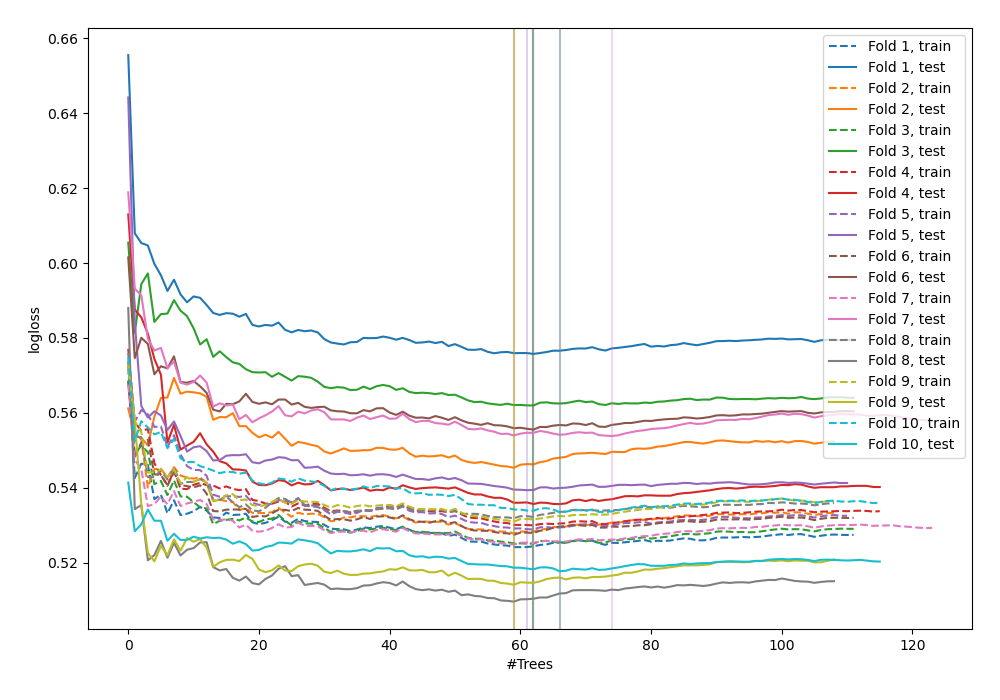 0.66
0.64
0.62
0.60
0.58
0.56
0.54
0.52
logloss
0
20
40
60
80
100
120
#Trees
Fold 1, train
Fold 1, test
Fold 2, train
Fold 2, test
Fold 3, train
Fold 3, test
Fold 4, train
Fold 4, test
Fold 5, train
Fold 5, test
Fold 6, train
Fold 6, test
Fold 7, train
Fold 7, test
Fold 8, train
Fold 8, test
Fold 9, train
Fold 9, test
Fold 10, train
Fold 10, test